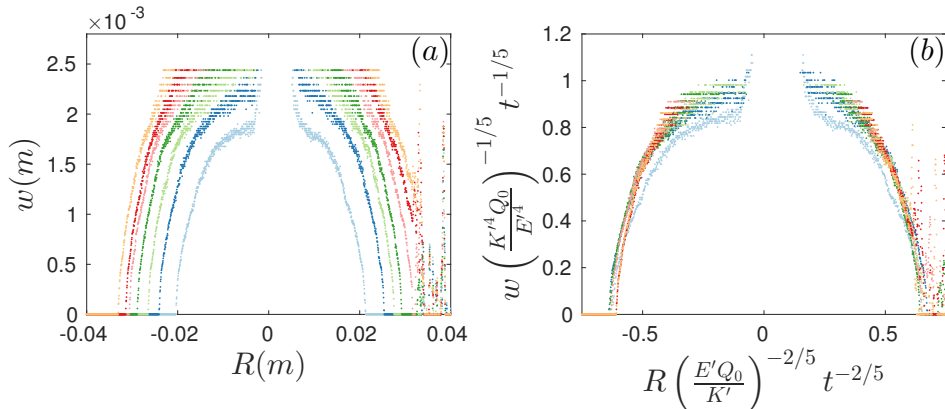 ×10⁻³
(a)
2.5
2
1.5
1
0.5
0
w(m)
-0.04 -0.02 0 0.02 0.04
R(m)
(b)
1.2
1
0.8
0.6
0.4
0.2
0
w (K'⁴Q₀/E'⁴)^{-1/5} t^{-1/5}
-0.5 0 0.5
R (E'Q₀/K')^{-2/5} t^{-2/5}